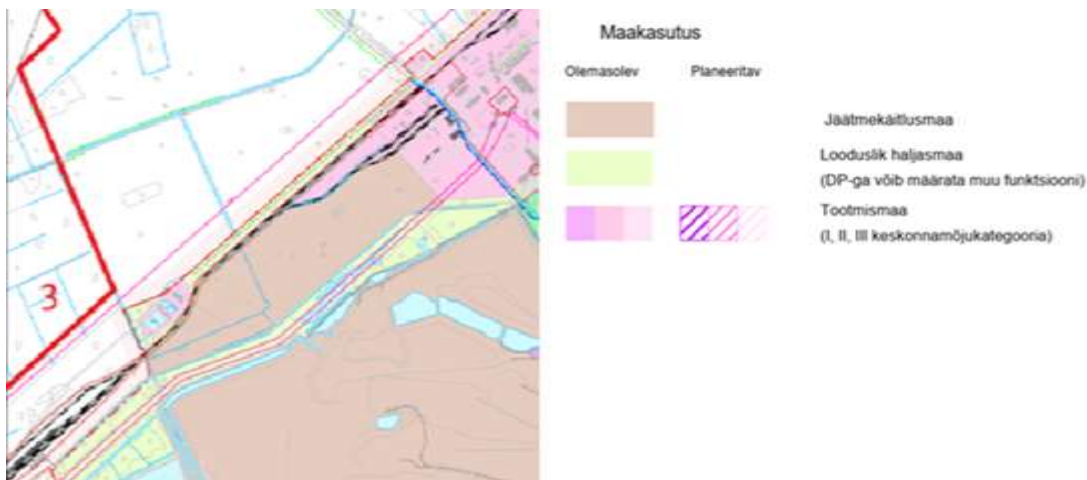 Maakasutus
Olemasolev Planeeritav
Jäätmekäitlusmaa
Looduslik haljasmaa
(DP-ga võib määrata muu funktsiooni)
Tootmismaa
(I, II, III keskonnamõjukategooria)
3